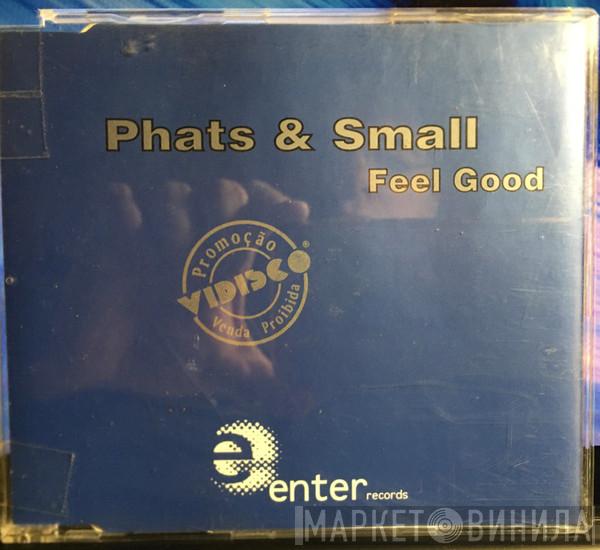 Phats & Small
Feel Good
Promoção
VIDISCO®
Venda Proibida
e
enter records
МАРКЕТ ВИНИЛА